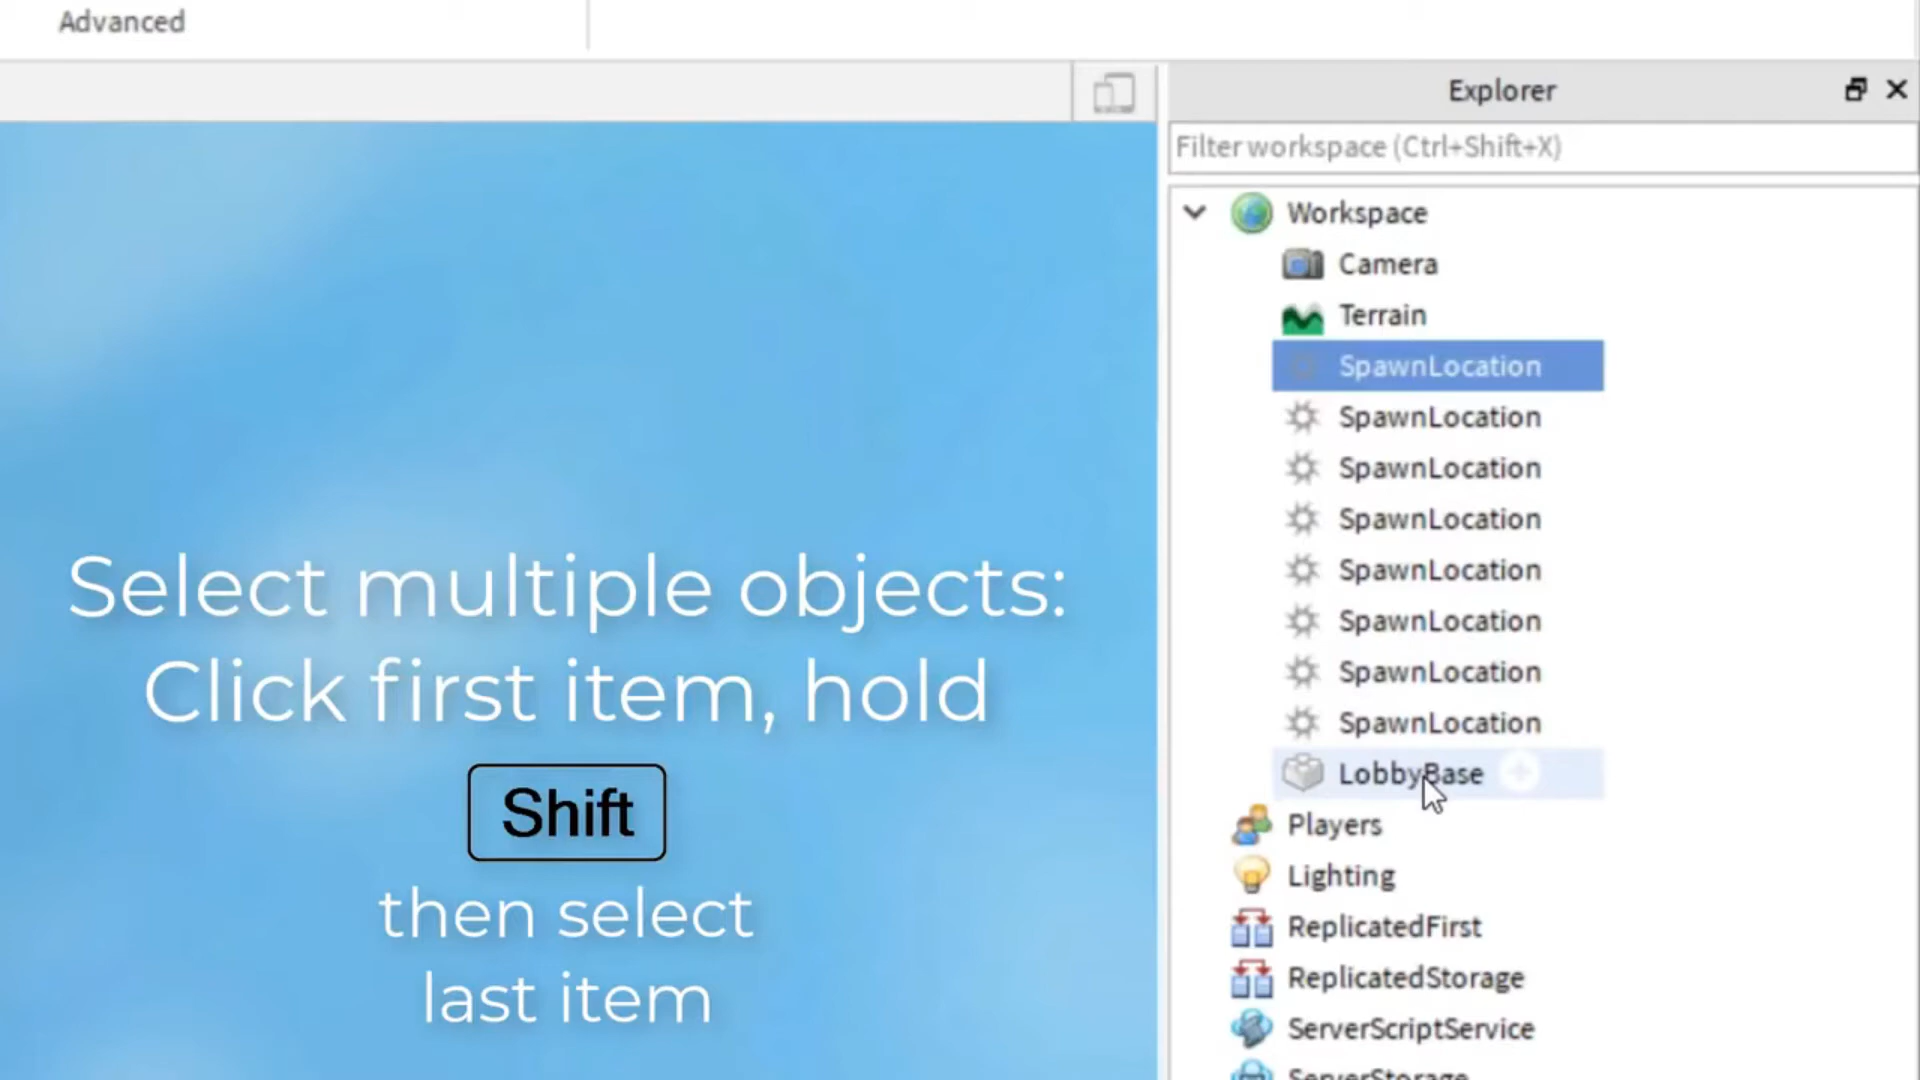 Advanced
Explorer
Filter workspace (Ctrl+Shift+X)
Workspace
Camera
Terrain
SpawnLocation
SpawnLocation
SpawnLocation
SpawnLocation
SpawnLocation
SpawnLocation
SpawnLocation
SpawnLocation
LobbyBase
Players
Lighting
ReplicatedFirst
ReplicatedStorage
ServerScriptService
ServerStorage
Select multiple objects:
Click first item, hold
Shift
then select
last item